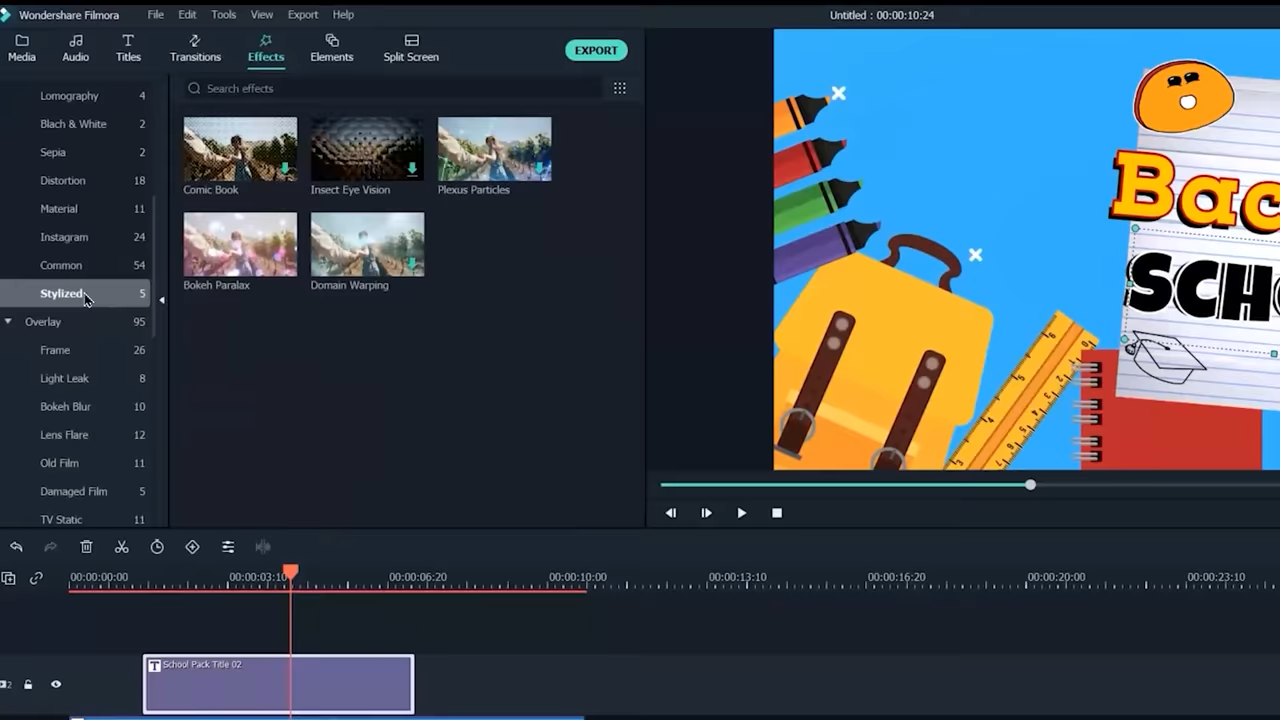 Wondershare Filmora File Edit Tools View Export Help Untitled : 00:00:10:24
Media Audio Titles Transitions Effects Elements Split Screen EXPORT
Search effects
Lomography 4
Blach & White 2
Sepia 2
Distortion 18
Material 11
Instagram 24
Common 54
Stylized 5
Overlay 95
Frame 26
Light Leak 8
Bokeh Blur 10
Lens Flare 12
Old Film 11
Damaged Film 5
TV Static 11
Comic Book Insect Eye Vision Plexus Particles
Bokeh Paralax Domain Warping
Bac
SCHO
00:00:00:00 00:00:03:10 00:00:06:20 00:00:10:00 00:00:13:10 00:00:16:20 00:00:20:00 00:00:23:10
2 T School Pack Title 02